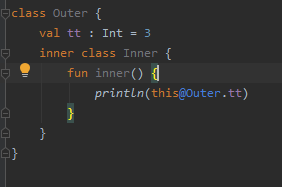 class Outer {
    val tt : Int = 3
    inner class Inner {
        fun inner() {
            println(this@Outer.tt)
        }
    }
}